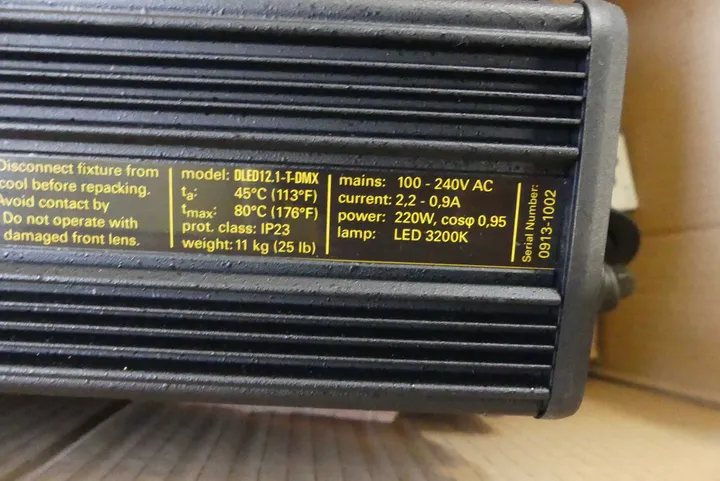 Disconnect fixture from
cool before repacking.
Avoid contact by
Do not operate with
damaged front lens.
model: DLED12.1-T-DMX
ta: 45°C (113°F)
tmax: 80°C (176°F)
prot. class: IP23
weight: 11 kg (25 lb)
mains: 100 - 240V AC
current: 2,2 - 0,9A
power: 220W, cosφ 0,95
lamp: LED 3200K
Serial Number:
0913-1002